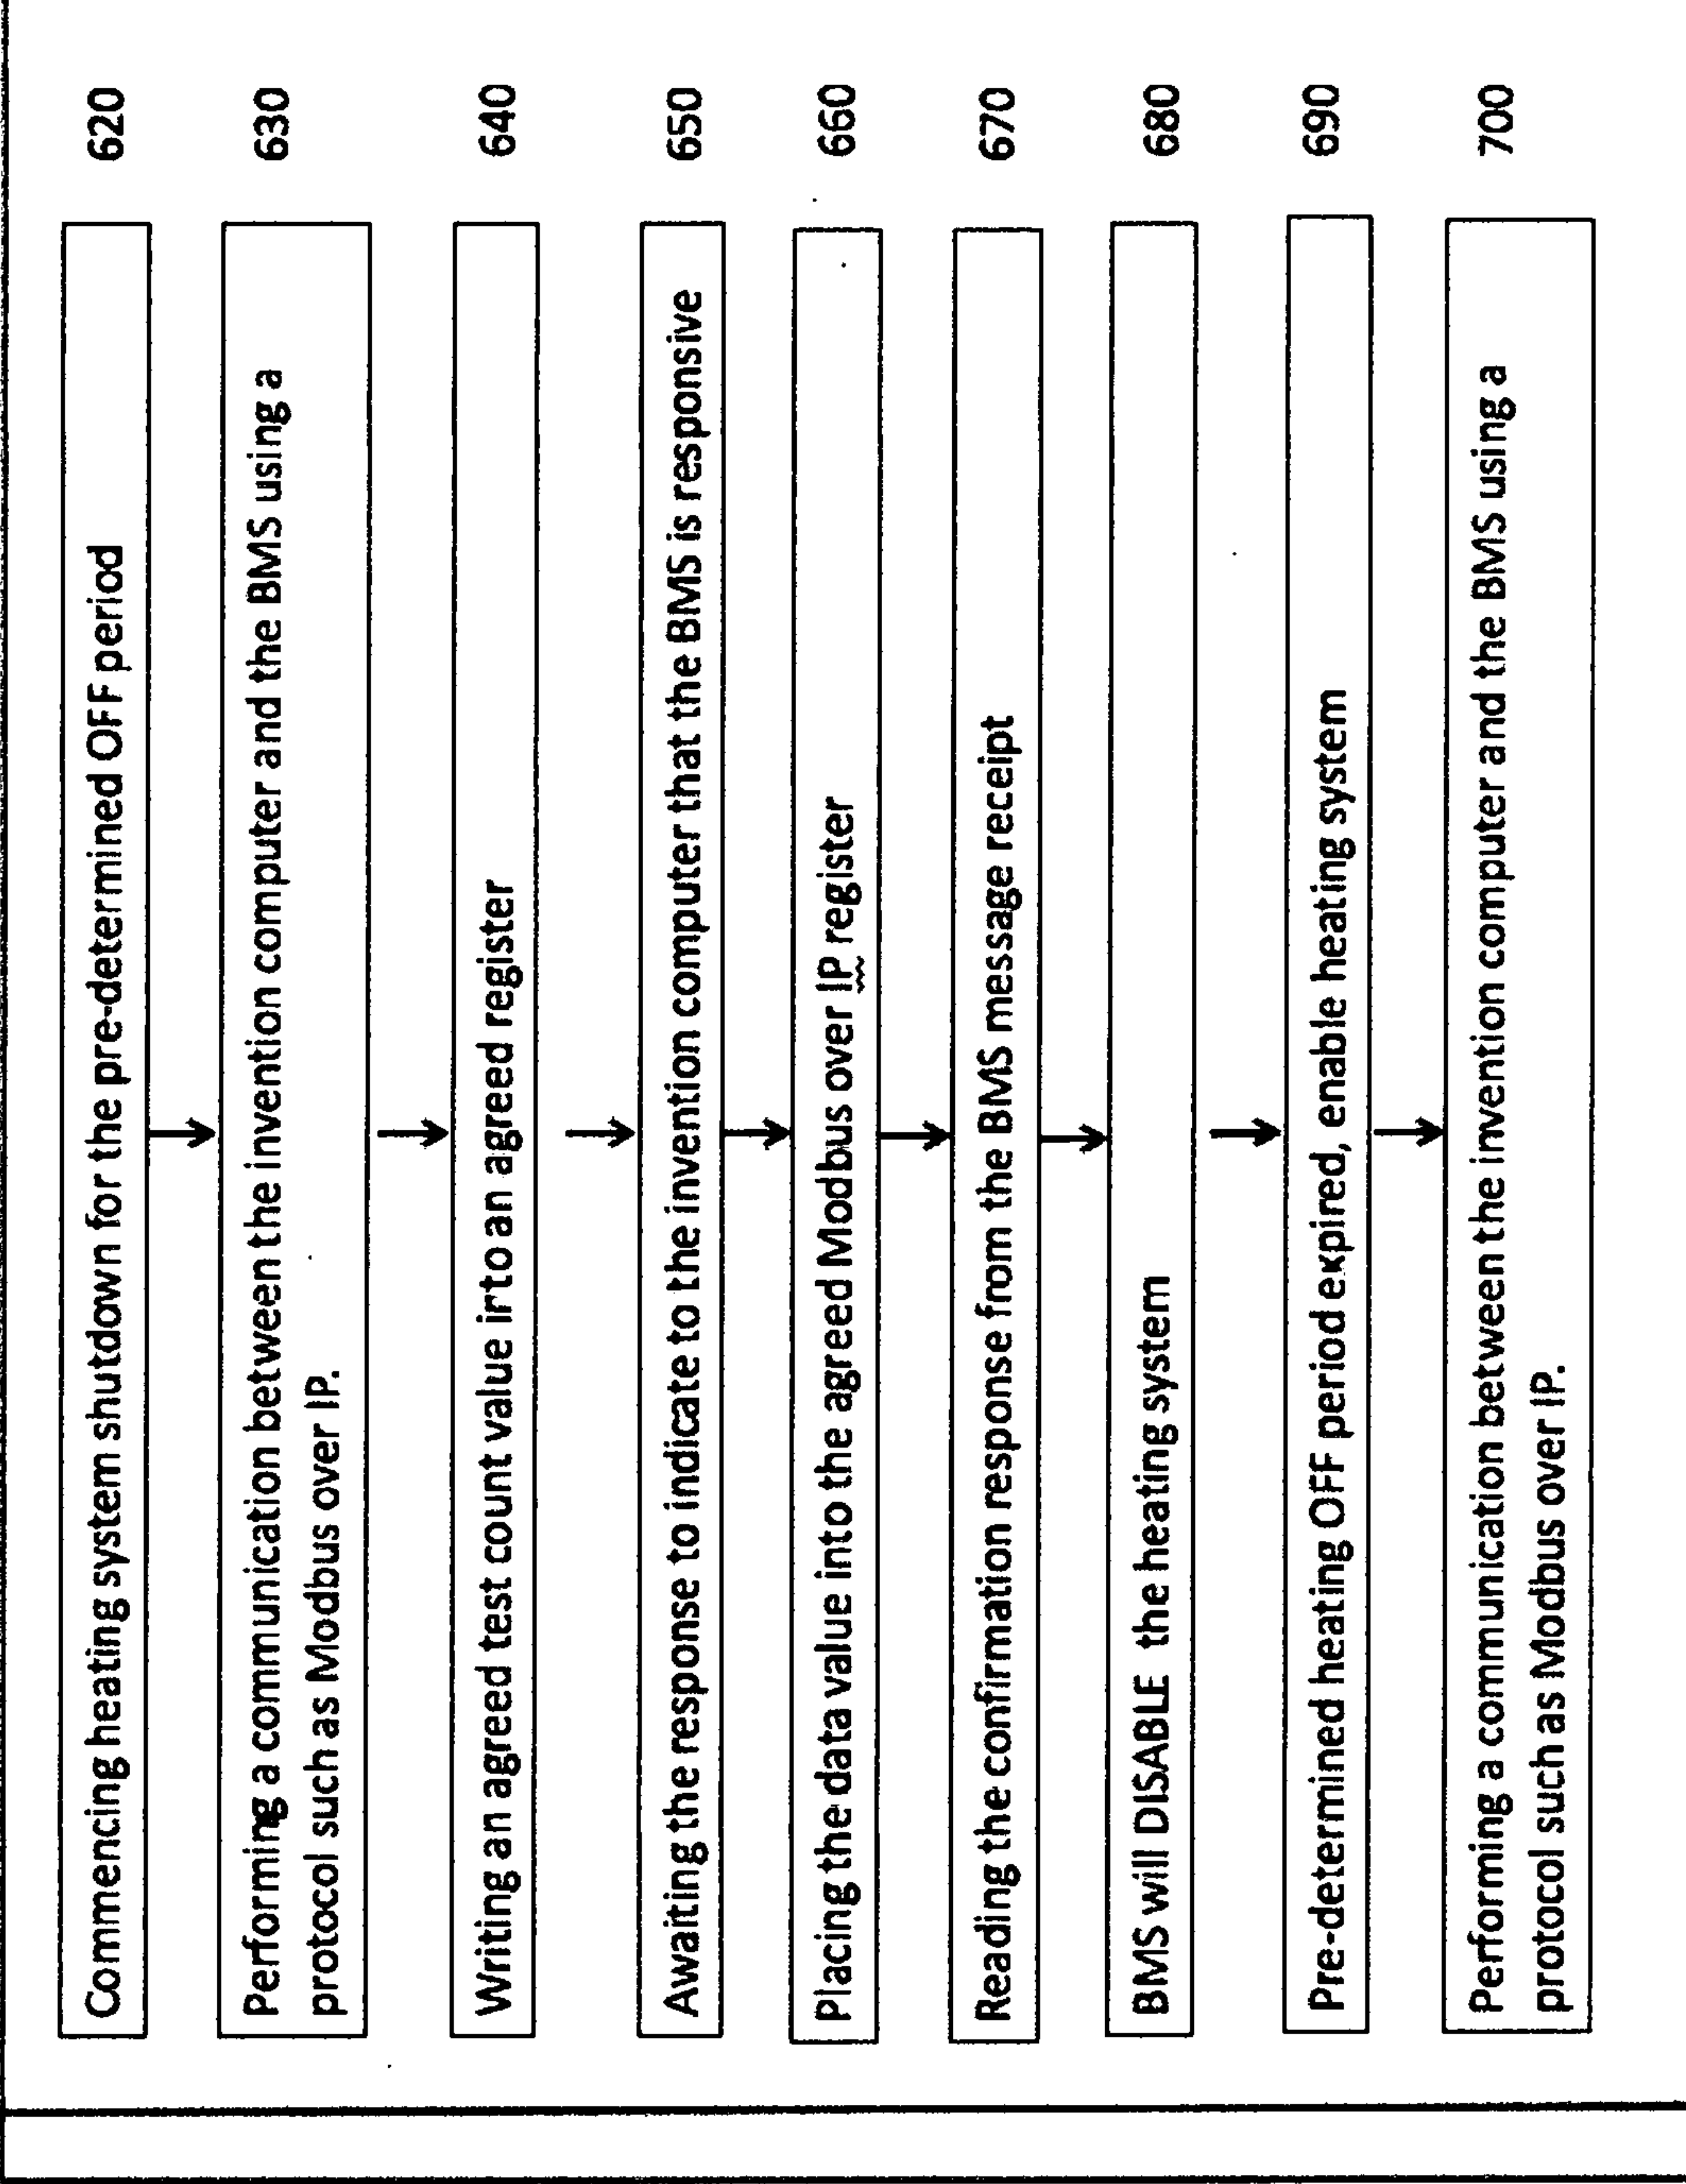 Commencing heating system shutdown for the pre-determined OFF period 620
Performing a communication between the invention computer and the BMS using a 630
protocol such as Modbus over IP.
Writing an agreed test count value into an agreed register 640
Awaiting the response to indicate to the invention computer that the BMS is responsive 650
Placing the data value into the agreed Modbus over IP register 660
Reading the confirmation response from the BMS message receipt 670
BMS will DISABLE the heating system 680
Pre-determined heating OFF period expired, enable heating system 690
Performing a communication between the invention computer and the BMS using a 700
protocol such as Modbus over IP.